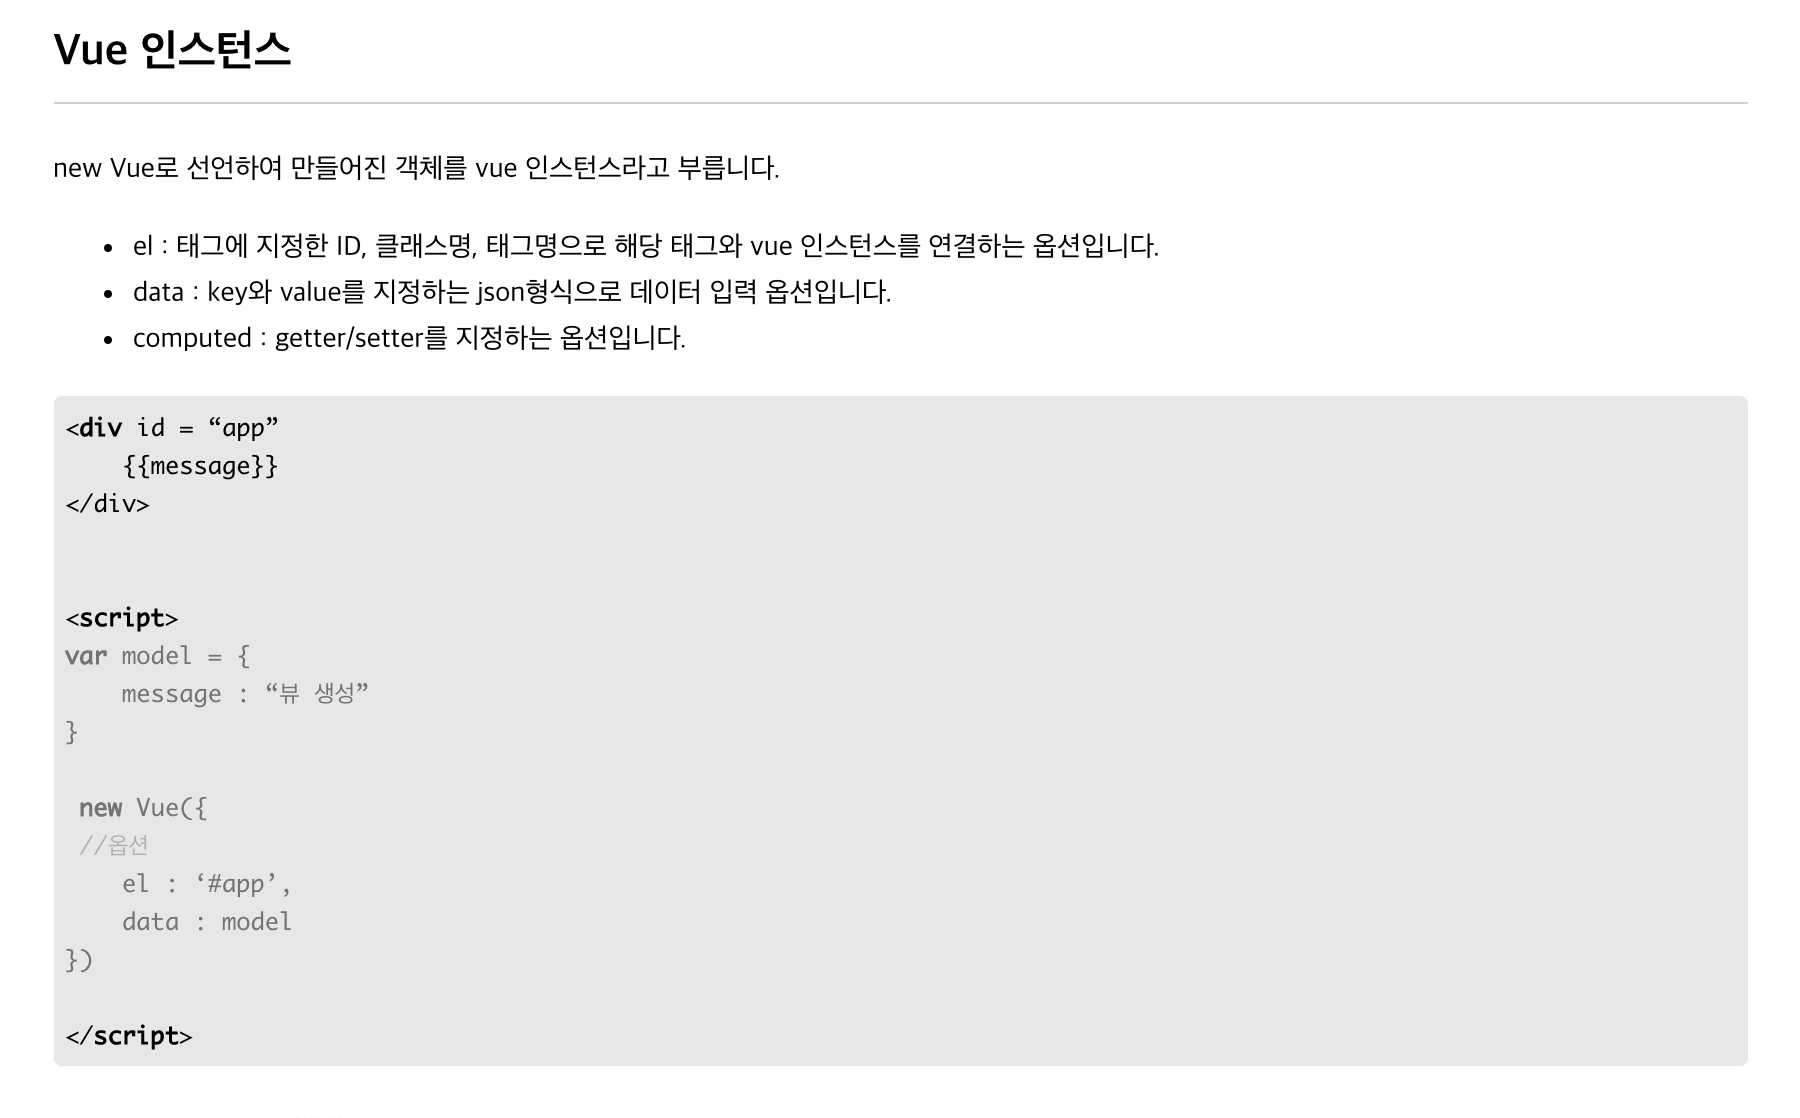 Vue 인스턴스
new Vue로 선언하여 만들어진 객체를 vue 인스턴스라고 부릅니다.
• el : 태그에 지정한 ID, 클래스명, 태그명으로 해당 태그와 vue 인스턴스를 연결하는 옵션입니다.
• data : key와 value를 지정하는 json형식으로 데이터 입력 옵션입니다.
• computed : getter/setter를 지정하는 옵션입니다.
<div id = “app”
    {{message}}
</div>
<script>
var model = {
    message : “뷰 생성”
}
 new Vue({
 //옵션
    el : ‘#app’,
    data : model
})
</script>